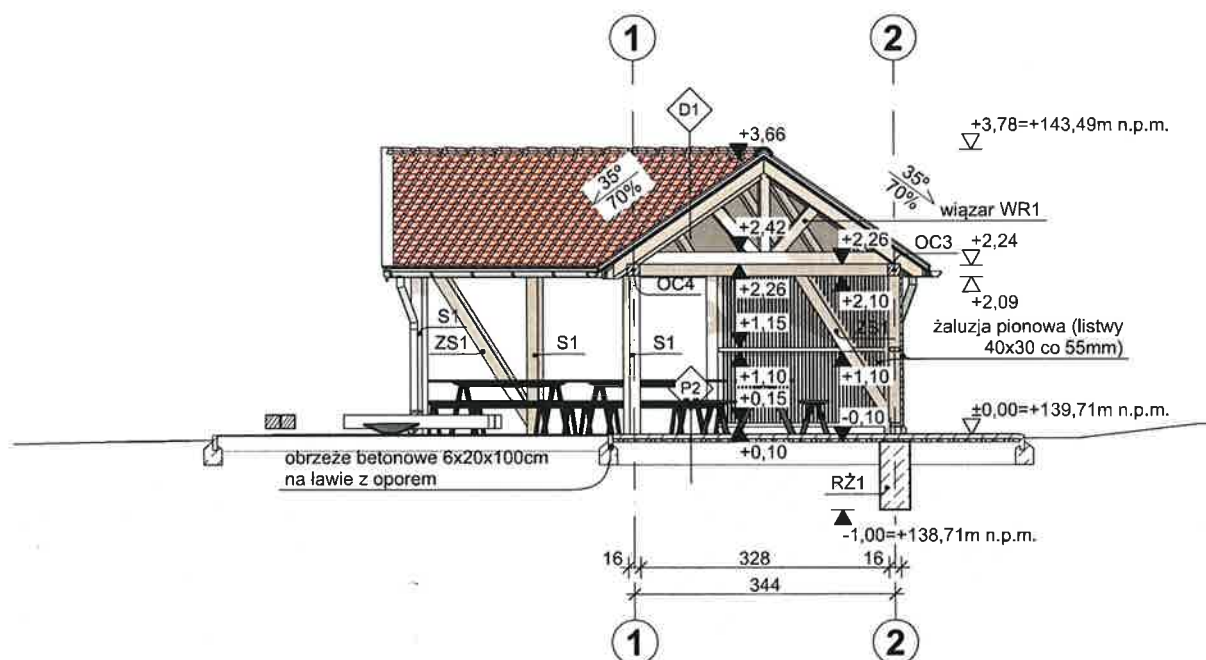 1
2
D1
+3,66
+3,78=+143,49m n.p.m.
35°
70%
35°
70%
wiązar WR1
+2,42
+2,26
OC3
+2,24
OC4
+2,26
+2,10
+2,09
S1
ZS1
S1
S1
+1,15
ZS1
żaluzja pionowa (listwy
40x30 co 55mm)
+1,10
+1,10
P2
+0,15
-0,10
±0,00=+139,71m n.p.m.
+0,10
obrzeże betonowe 6x20x100cm
na ławie z oporem
RŻ1
-1,00=+138,71m n.p.m.
16
328
16
344
1
2